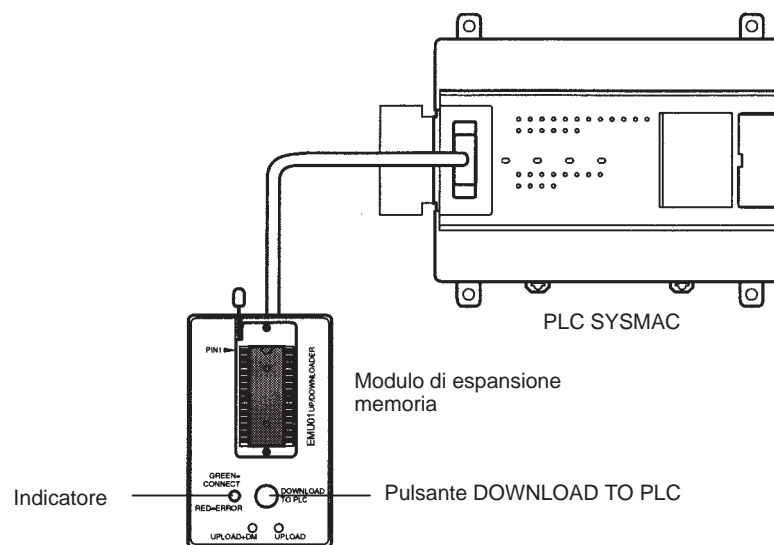 PLC SYSMAC
PIN1
EMU01 UP/DOWNLOADER
Modulo di espansione
memoria
GREEN=
CONNECT
RED=ERROR
DOWNLOAD
TO PLC
Indicatore
Pulsante DOWNLOAD TO PLC
UPLOAD+DM
UPLOAD